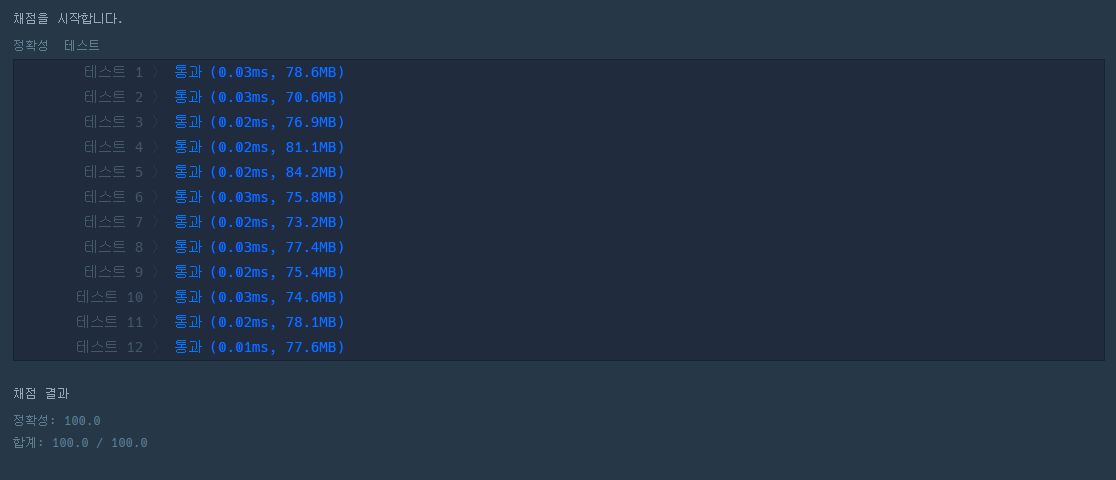 채점을 시작합니다.
정확성 테스트
테스트 1 〉 통과 (0.03ms, 78.6MB)
테스트 2 〉 통과 (0.03ms, 70.6MB)
테스트 3 〉 통과 (0.02ms, 76.9MB)
테스트 4 〉 통과 (0.02ms, 81.1MB)
테스트 5 〉 통과 (0.02ms, 84.2MB)
테스트 6 〉 통과 (0.03ms, 75.8MB)
테스트 7 〉 통과 (0.02ms, 73.2MB)
테스트 8 〉 통과 (0.03ms, 77.4MB)
테스트 9 〉 통과 (0.02ms, 75.4MB)
테스트 10 〉 통과 (0.03ms, 74.6MB)
테스트 11 〉 통과 (0.02ms, 78.1MB)
테스트 12 〉 통과 (0.01ms, 77.6MB)
채점 결과
정확성: 100.0
합계: 100.0 / 100.0